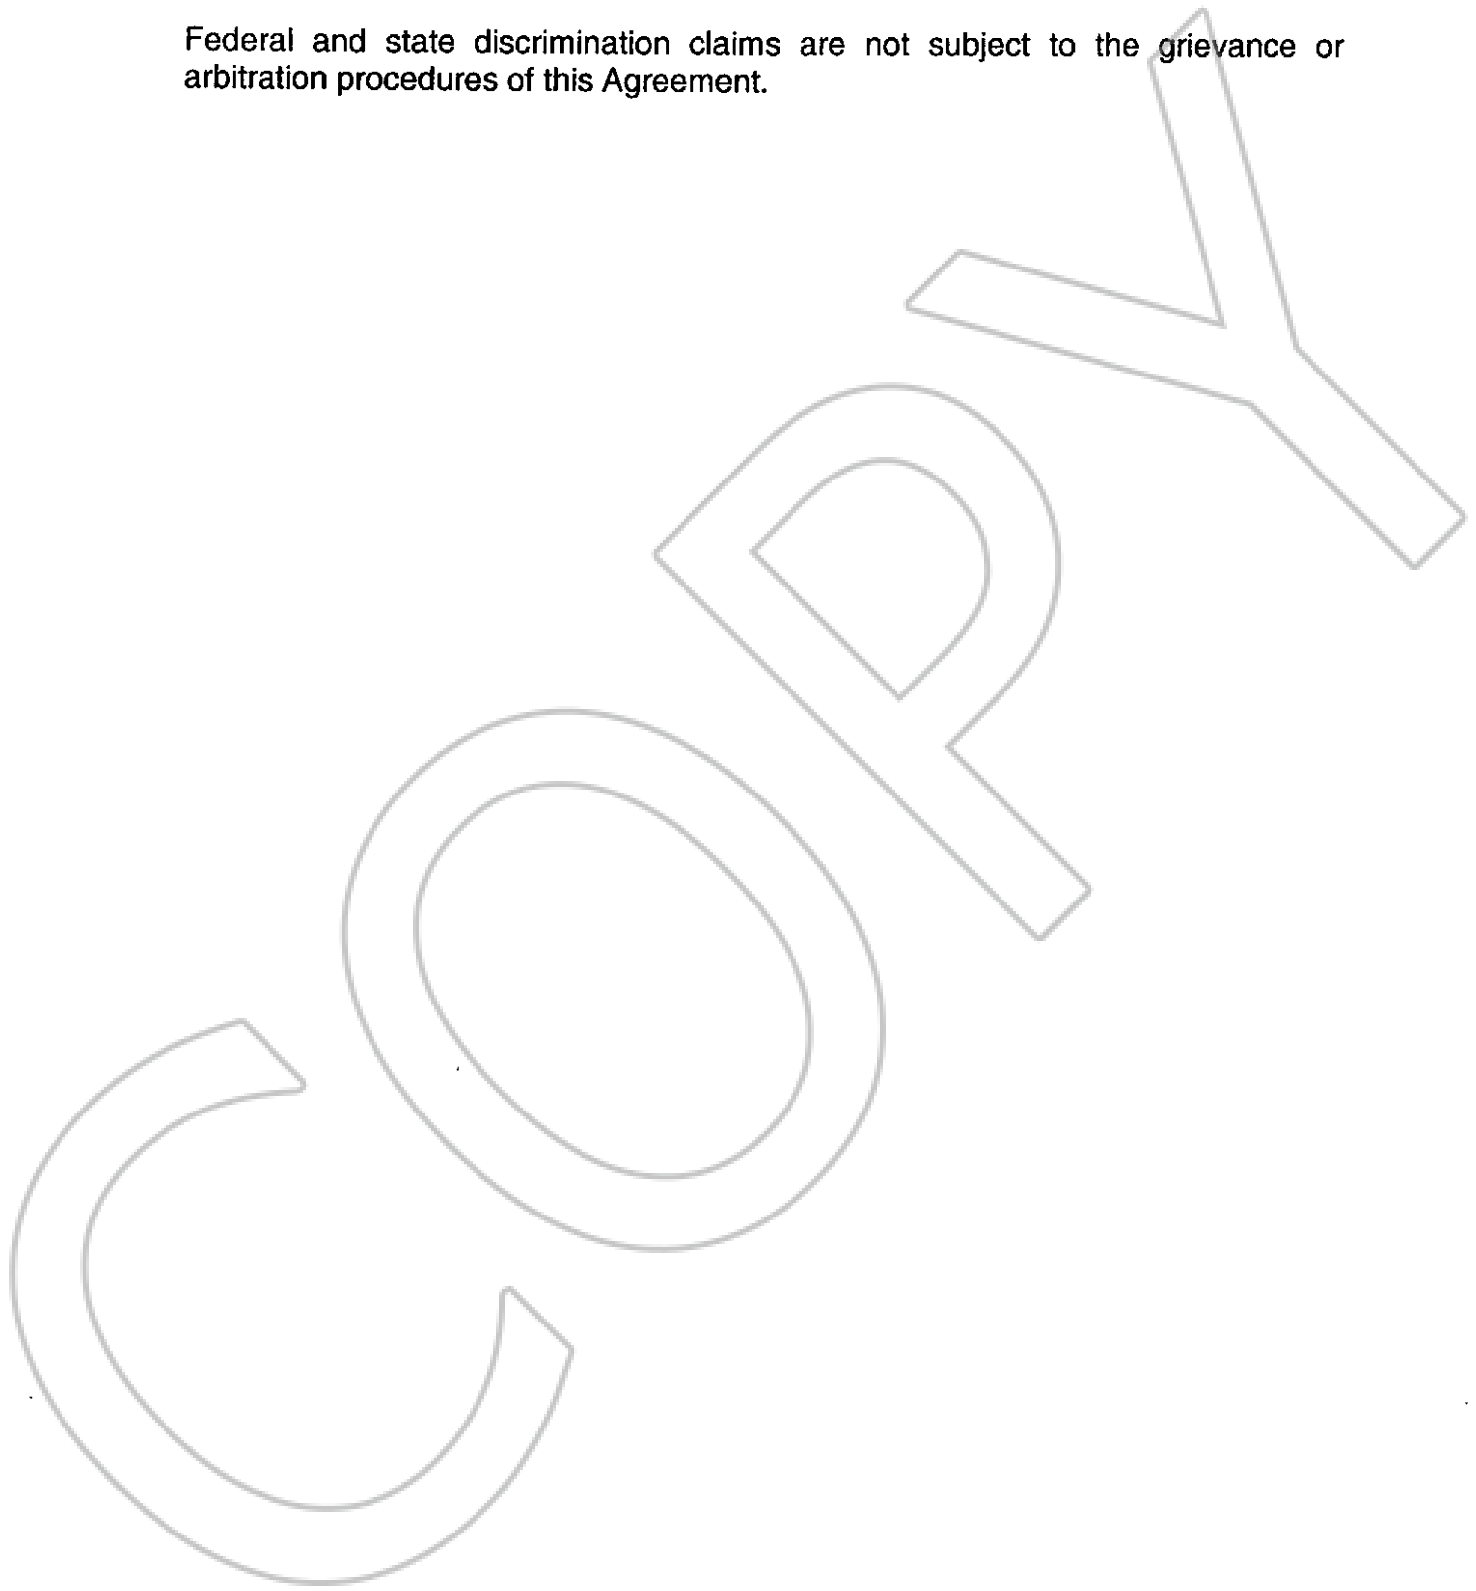 Federal and state discrimination claims are not subject to the grievance or
arbitration procedures of this Agreement.
COPY